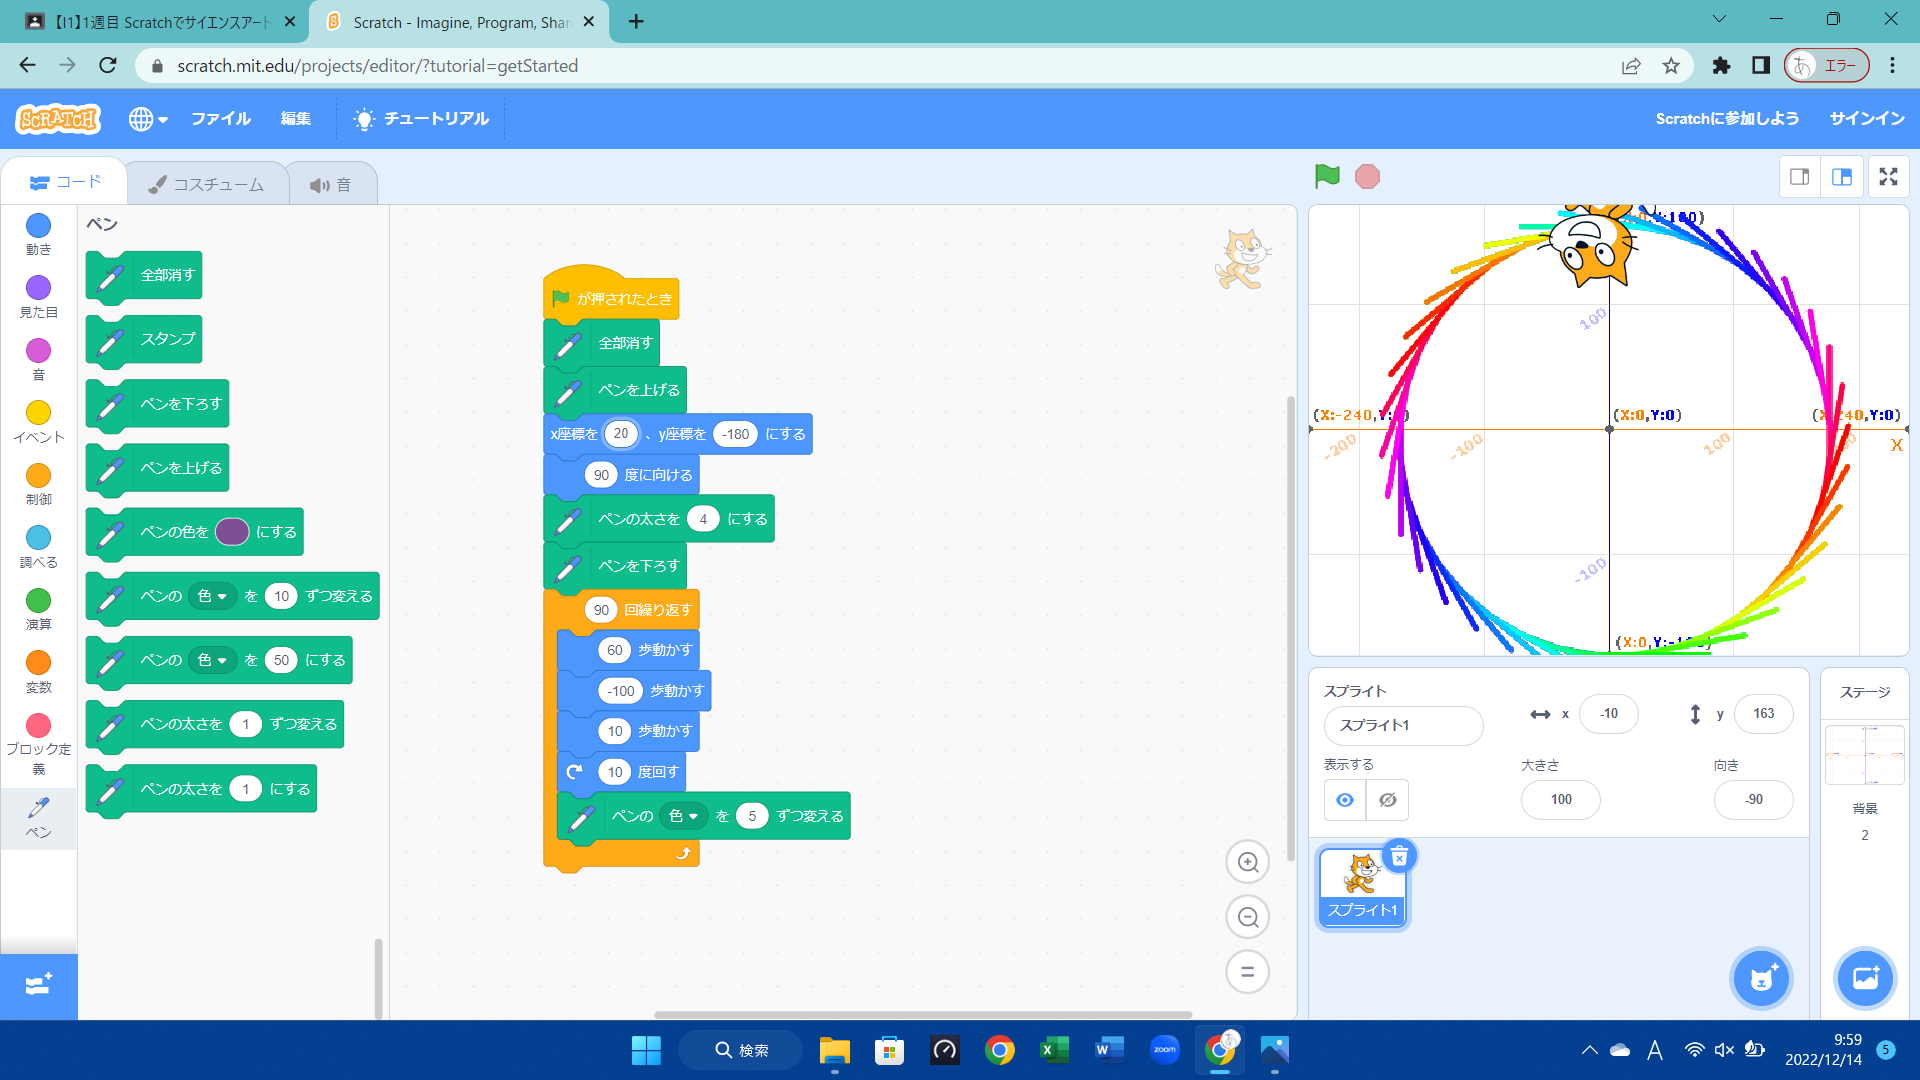 【I1】1週目 Scratchでサイエンスアート
Scratch - Imagine, Program, Shar
scratch.mit.edu/projects/editor/?tutorial=getStarted
あ エラー
SCRATCH
ファイル
編集
チュートリアル
Scratchに参加しよう
サインイン
コード
コスチューム
音
動き
見た目
音
イベント
制御
調べる
演算
変数
ブロック定
義
ペン
ペン
全部消す
スタンプ
ペンを下ろす
ペンを上げる
ペンの色を にする
ペンの 色 を 10 ずつ変える
ペンの 色 を 50 にする
ペンの太さを 1 ずつ変える
ペンの太さを 1 にする
が押されたとき
全部消す
ペンを上げる
x座標を 20 、y座標を -180 にする
90 度に向ける
ペンの太さを 4 にする
ペンを下ろす
90 回繰り返す
60 歩動かす
-100 歩動かす
10 歩動かす
10 度回す
ペンの 色 を 5 ずつ変える
100
(X:0,Y:0)
-200
-100
100
X
-100
スプライト
スプライト1
x -10
y 163
表示する
大きさ
100
向き
-90
スプライト1
ステージ
背景
2
検索
zoom
A
9:59
2022/12/14
5